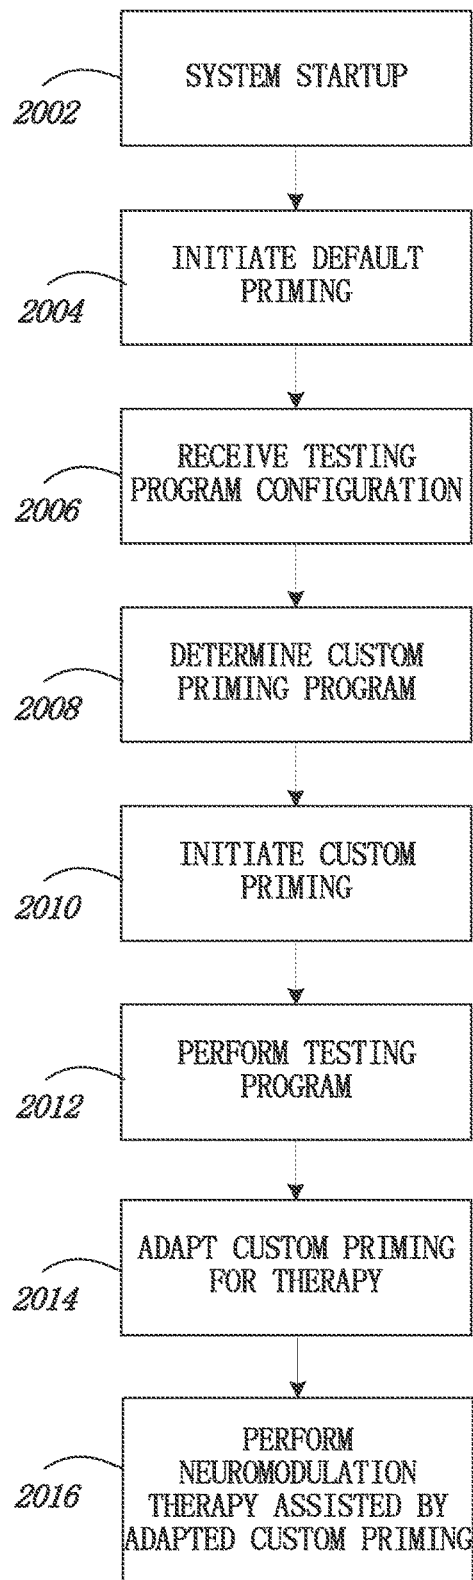 SYSTEM STARTUP
2002
INITIATE DEFAULT
PRIMING
2004
RECEIVE TESTING
PROGRAM CONFIGURATION
2006
DETERMINE CUSTOM
PRIMING PROGRAM
2008
INITIATE CUSTOM
PRIMING
2010
PERFORM TESTING
PROGRAM
2012
ADAPT CUSTOM PRIMING
FOR THERAPY
2014
PERFORM
NEUROMODULATION
THERAPY ASSISTED BY
ADAPTED CUSTOM PRIMING
2016